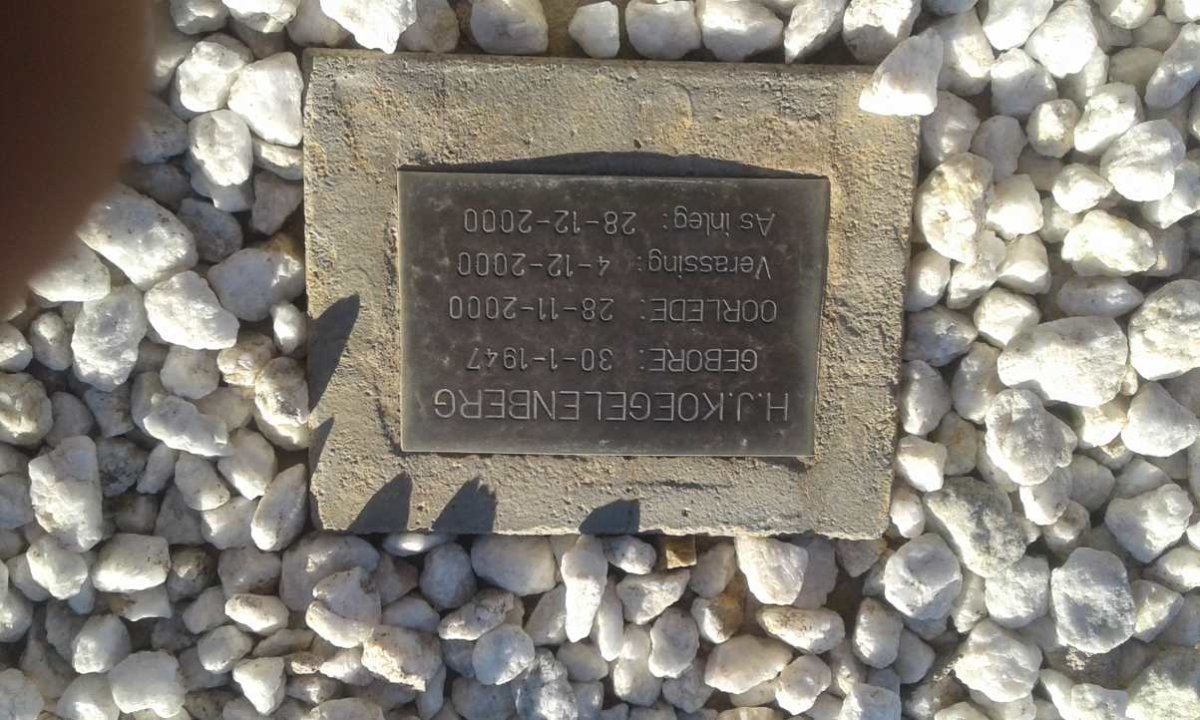 H.J.KOEGELENBERG
GEBORE: 30-1-1947
OORLEDE: 28-11-2000
Verassing: 4-12-2000
As inleg: 28-12-2000